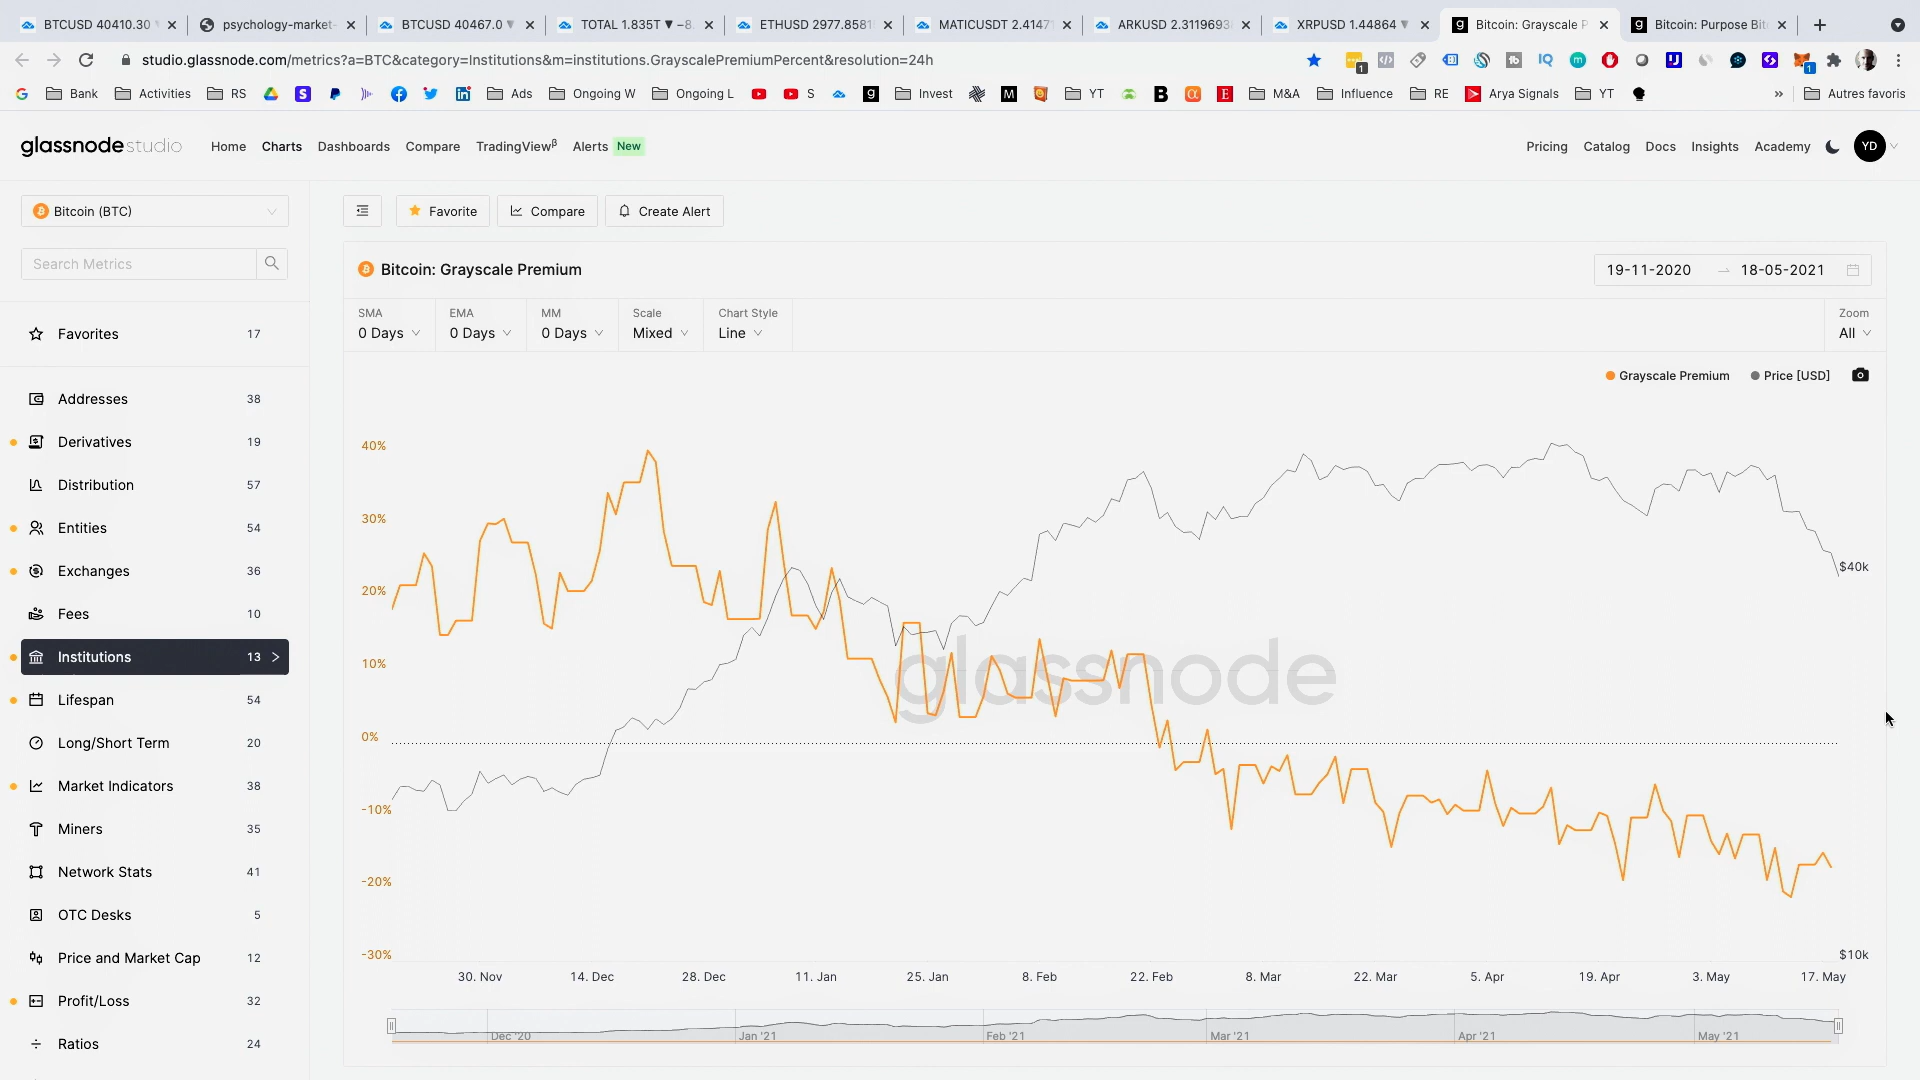 BTCUSD 40410.30
psychology-market-
BTCUSD 40467.0 ▼
TOTAL 1.835T ▼ −8.
ETHUSD 2977.8581
MATICUSDT 2.4147
ARKUSD 2.3119693
XRPUSD 1.44864 ▼
Bitcoin: Grayscale P
Bitcoin: Purpose Bit
studio.glassnode.com/metrics?a=BTC&category=Institutions&m=institutions.GrayscalePremiumPercent&resolution=24h
Bank
Activities
RS
Ads
Ongoing W
Ongoing L
S
Invest
YT
M&A
Influence
RE
Arya Signals
YT
»
Autres favoris
glassnode studio
Home
Charts
Dashboards
Compare
TradingViewβ
Alerts New
Pricing
Catalog
Docs
Insights
Academy
YD
Bitcoin (BTC)
Search Metrics
Favorites 17
Addresses 38
Derivatives 19
Distribution 57
Entities 54
Exchanges 36
Fees 10
Institutions 13
Lifespan 54
Long/Short Term 20
Market Indicators 38
Miners 35
Network Stats 41
OTC Desks 5
Price and Market Cap 12
Profit/Loss 32
Ratios 24
Favorite
Compare
Create Alert
Bitcoin: Grayscale Premium
19-11-2020 → 18-05-2021
SMA
0 Days
EMA
0 Days
MM
0 Days
Scale
Mixed
Chart Style
Line
Zoom
All
Grayscale Premium
Price [USD]
40%
30%
20%
10%
0%
-10%
-20%
-30%
$40k
$10k
glassnode
30. Nov
14. Dec
28. Dec
11. Jan
25. Jan
8. Feb
22. Feb
8. Mar
22. Mar
5. Apr
19. Apr
3. May
17. May
Dec '20
Jan '21
Feb '21
Mar '21
Apr '21
May '21